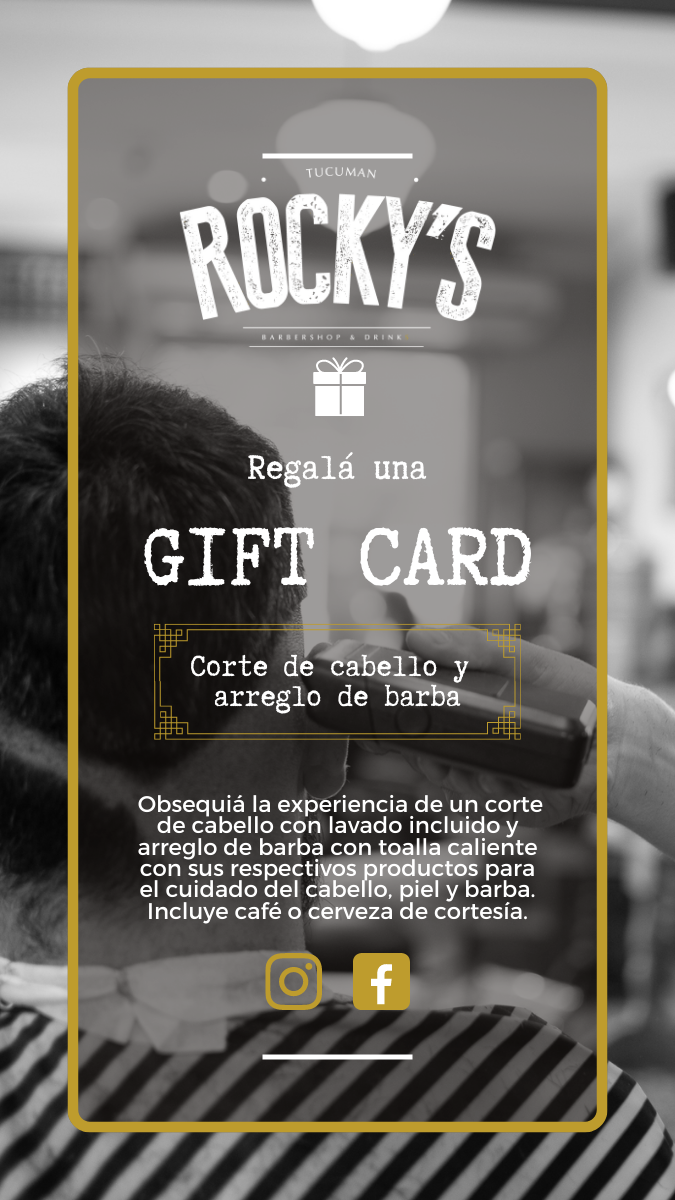 TUCUMAN
ROCKY'S
BARBERSHOP & DRINK.
Regalá una
GIFT CARD
Corte de cabello y
arreglo de barba
Obsequiá la experiencia de un corte
de cabello con lavado incluido y
arreglo de barba con toalla caliente
con sus respectivos productos para
el cuidado del cabello, piel y barba.
Incluye café o cerveza de cortesía.